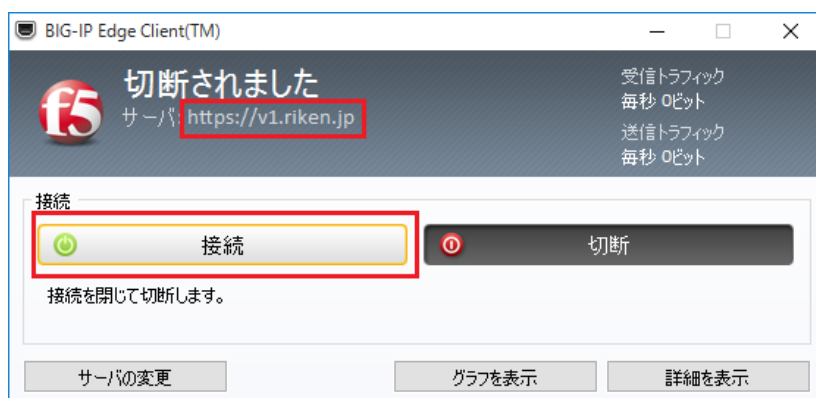 BIG-IP Edge Client(TM)
切断されました
サーバ: https://v1.riken.jp
受信トラフィック
毎秒 0ビット
送信トラフィック
毎秒 0ビット
f5
接続
接続
切断
接続を閉じて切断します。
サーバの変更
グラフを表示
詳細を表示